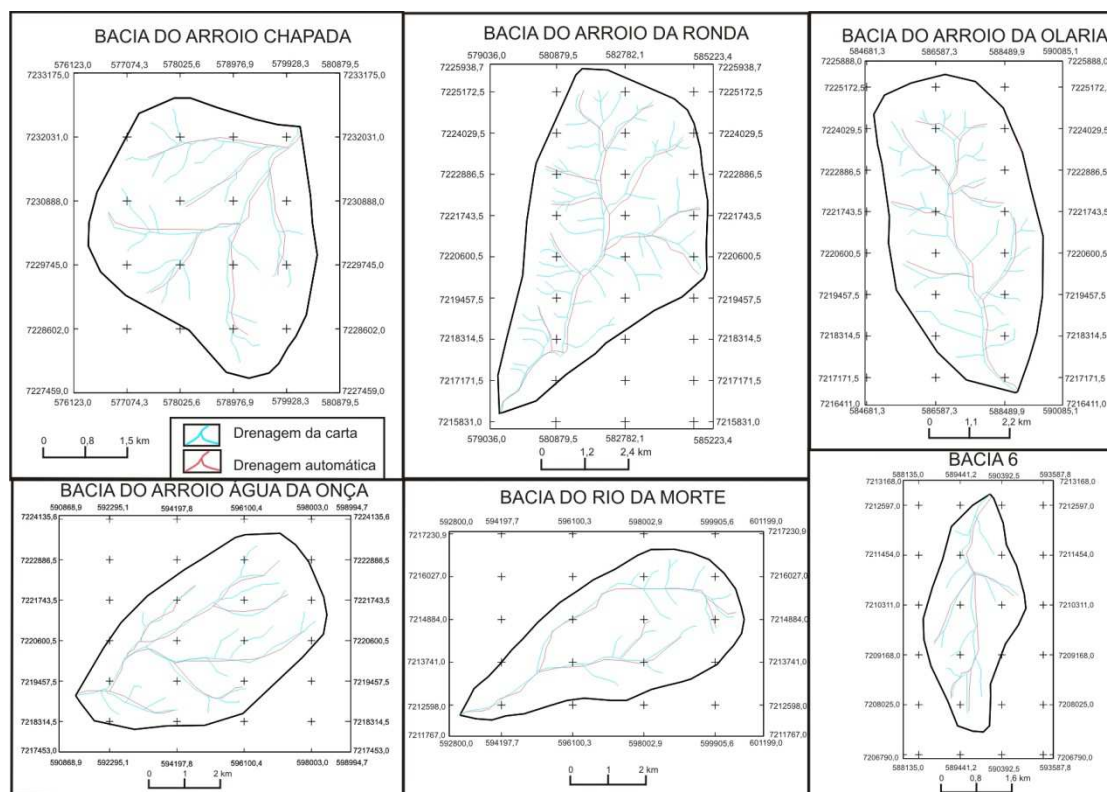 BACIA DO ARROIO CHAPADA
576123,0 577074,3 578025,6 578976,9 579928,3 580879,5
7233175,0 7233175,0
7232031,0 7232031,0
7230888,0 7230888,0
7229745,0 7229745,0
7228602,0 7228602,0
7227459,0 7227459,0
576123,0 577074,3 578025,6 578976,9 579928,3 580879,5
0 0,8 1,5 km
Drenagem da carta
Drenagem automática
BACIA DO ARROIO DA RONDA
579036,0 580879,5 582782,1 585223,4
7225938,7 7225938,7
7225172,5 7225172,5
7224029,5 7224029,5
7222886,5 7222886,5
7221743,5 7221743,5
7220600,5 7220600,5
7219457,5 7219457,5
7218314,5 7218314,5
7217171,5 7217171,5
7215831,0 7215831,0
579036,0 580879,5 582782,1 585223,4
0 1,2 2,4 km
BACIA DO ARROIO DA OLARIA
584681,3 586587,3 588489,9 590085,1
7225888,0 7225888,0
7225172,5 7225172,5
7224029,5 7224029,5
7222886,5 7222886,5
7221743,5 7221743,5
7220600,5 7220600,5
7219457,5 7219457,5
7218314,5 7218314,5
7217171,5 7217171,5
7216411,0 7216411,0
584681,3 586587,3 588489,9 590085,1
0 1,1 2,2 km
BACIA DO ARROIO ÁGUA DA ONÇA
590868,9 592295,1 594197,8 596100,4 598003,0 598994,7
7224135,6 7224135,6
7222886,5 7222886,5
7221743,5 7221743,5
7220600,5 7220600,5
7219457,5 7219457,5
7218314,5 7218314,5
7217453,0 7217453,0
590868,9 592295,1 594197,8 596100,4 598003,0 598994,7
0 1 2 km
BACIA DO RIO DA MORTE
592800,0 594197,7 596100,3 598002,9 599905,6 601199,0
7217230,9 7217230,9
7216027,0 7216027,0
7214884,0 7214884,0
7213741,0 7213741,0
7212598,0 7212598,0
7211767,0 7211767,0
592800,0 594197,7 596100,3 598002,9 599905,6 601199,0
0 1 2 km
BACIA 6
588135,0 589441,2 590392,5 593587,8
7213168,0 7213168,0
7212597,0 7212597,0
7211454,0 7211454,0
7210311,0 7210311,0
7209168,0 7209168,0
7208025,0 7208025,0
7206790,0 7206790,0
588135,0 589441,2 590392,5 593587,8
0 0,8 1,6 km